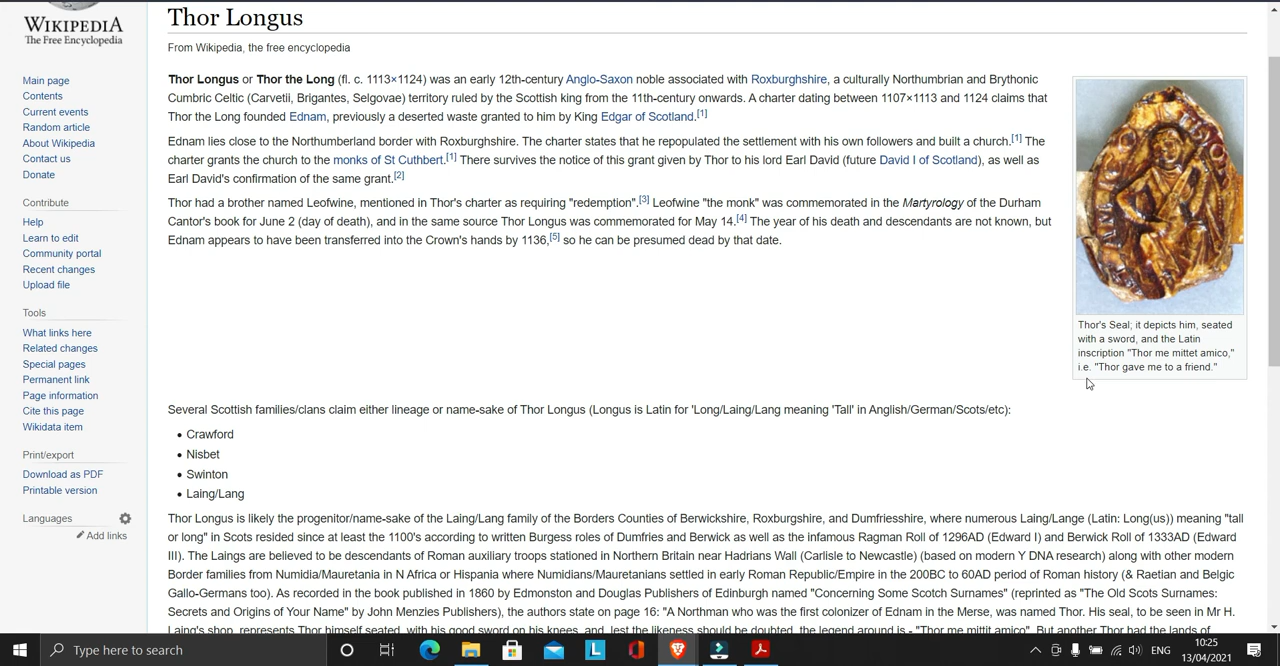 Thor Longus
WIKIPEDIA
The Free Encyclopedia
From Wikipedia, the free encyclopedia
Main page
Contents
Current events
Random article
About Wikipedia
Contact us
Donate
Contribute
Help
Learn to edit
Community portal
Recent changes
Upload file
Tools
What links here
Related changes
Special pages
Permanent link
Page information
Cite this page
Wikidata item
Print/export
Download as PDF
Printable version
Languages
Add links
Thor Longus or Thor the Long (fl. c. 1113×1124) was an early 12th-century Anglo-Saxon noble associated with Roxburghshire, a culturally Northumbrian and Brythonic
Cumbric Celtic (Carvetii, Brigantes, Selgovae) territory ruled by the Scottish king from the 11th-century onwards. A charter dating between 1107×1113 and 1124 claims that
Thor the Long founded Ednam, previously a deserted waste granted to him by King Edgar of Scotland.[1]
Ednam lies close to the Northumberland border with Roxburghshire. The charter states that he repopulated the settlement with his own followers and built a church.[1] The
charter grants the church to the monks of St Cuthbert.[1] There survives the notice of this grant given by Thor to his lord Earl David (future David I of Scotland), as well as
Earl David's confirmation of the same grant.[2]
Thor had a brother named Leofwine, mentioned in Thor's charter as requiring "redemption".[3] Leofwine "the monk" was commemorated in the Martyrology of the Durham
Cantor's book for June 2 (day of death), and in the same source Thor Longus was commemorated for May 14.[4] The year of his death and descendants are not known, but
Ednam appears to have been transferred into the Crown's hands by 1136,[5] so he can be presumed dead by that date.
Thor's Seal; it depicts him, seated
with a sword, and the Latin
inscription "Thor me mittet amico,"
i.e. "Thor gave me to a friend."
Several Scottish families/clans claim either lineage or name-sake of Thor Longus (Longus is Latin for 'Long/Laing/Lang meaning 'Tall' in Anglish/German/Scots/etc):
• Crawford
• Nisbet
• Swinton
• Laing/Lang
Thor Longus is likely the progenitor/name-sake of the Laing/Lang family of the Borders Counties of Berwickshire, Roxburgshire, and Dumfriesshire, where numerous Laing/Lange (Latin: Long(us)) meaning "tall
or long" in Scots resided since at least the 1100's according to written Burgess roles of Dumfries and Berwick as well as the infamous Ragman Roll of 1296AD (Edward I) and Berwick Roll of 1333AD (Edward
III). The Laings are believed to be descendants of Roman auxiliary troops stationed in Northern Britain near Hadrians Wall (Carlisle to Newcastle) (based on modern Y DNA research) along with other modern
Border families from Numidia/Mauretania in N Africa or Hispania where Numidians/Mauretanians settled in early Roman Republic/Empire in the 200BC to 60AD period of Roman history (& Raetian and Belgic
Gallo-Germans too). As recorded in the book published in 1860 by Edmonston and Douglas Publishers of Edinburgh named "Concerning Some Scotch Surnames" (reprinted as "The Old Scots Surnames:
Secrets and Origins of Your Name" by John Menzies Publishers), the authors state on page 16: "A Northman who was the first colonizer of Ednam in the Merse, was named Thor. His seal, to be seen in Mr H.
Laing's shop, represents Thor himself seated, with his good sword on his knees, and, lest the likeness should be doubted, the legend around is - "Thor me mittit amico". But another Thor had the lands of
Type here to search
ENG
10:25
13/04/2021